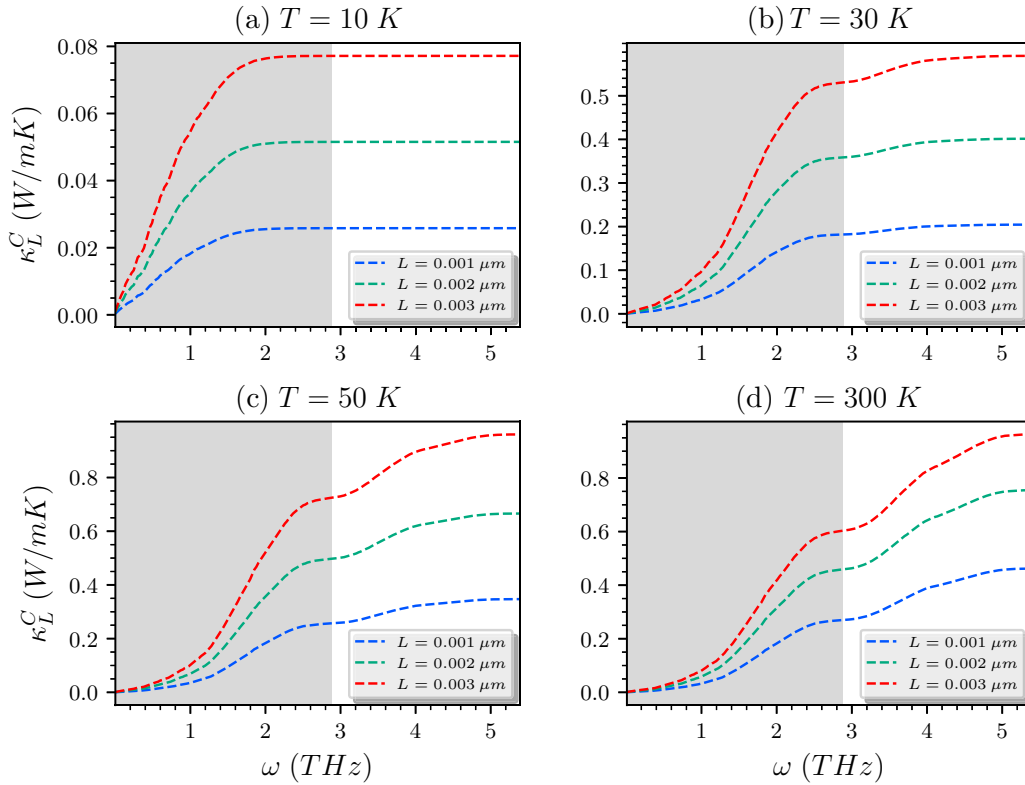 (a) T = 10 K
(b) T = 30 K
0.08
0.06
0.04
0.02
0.00
κ_L^C (W/mK)
1 2 3 4 5
L = 0.001 μm
L = 0.002 μm
L = 0.003 μm
0.5
0.4
0.3
0.2
0.1
0.0
1 2 3 4 5
L = 0.001 μm
L = 0.002 μm
L = 0.003 μm
(c) T = 50 K
(d) T = 300 K
0.8
0.6
0.4
0.2
0.0
κ_L^C (W/mK)
1 2 3 4 5
ω (THz)
L = 0.001 μm
L = 0.002 μm
L = 0.003 μm
0.8
0.6
0.4
0.2
0.0
1 2 3 4 5
ω (THz)
L = 0.001 μm
L = 0.002 μm
L = 0.003 μm